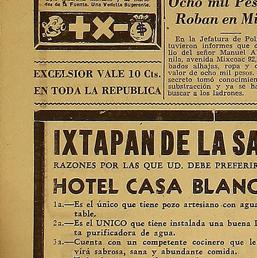 de la Fuente. Una Vedilla Sugerente.
+ x - $
EXCELSIOR VALE 10 Cts.
EN TODA LA REPUBLICA
Ocho mil Pes
Roban en Mi
En la Jefatura de Pol
tuvieron informes que d
lio del señor Manuel A
nila, avenida Mixcoac 92,
bados alhajas, ropa y c
valor de ocho mil pesos.
secreto tomó conocimien
substracción y ya se ha
buscar a los ladrones.
IXTAPAN DE LA SA
RAZONES POR LAS QUE UD. DEBE PREFERIR
HOTEL CASA BLANC
1a.—Es el único que tiene pozo artesiano con agua
table.
2a.—Es el UNICO que tiene instalada una buena l
ta purificadora de agua.
3a.—Cuenta con un competente cocinero que le
virá sabrosa, sana y abundante comida.